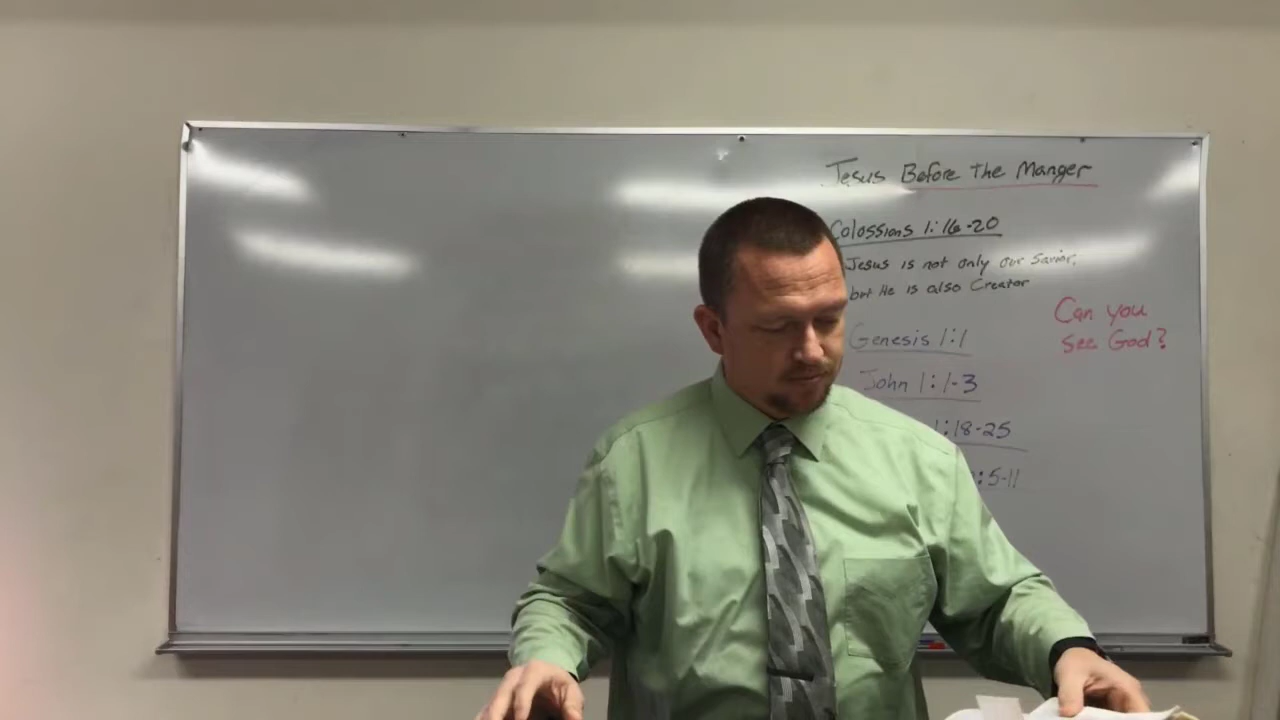 Jesus Before the Manger
Colossians 1:16-20
Jesus is not only our Savior,
but He is also Creator
Can you
see God?
Genesis 1:1
John 1:1-3
1:18-25
:5-11